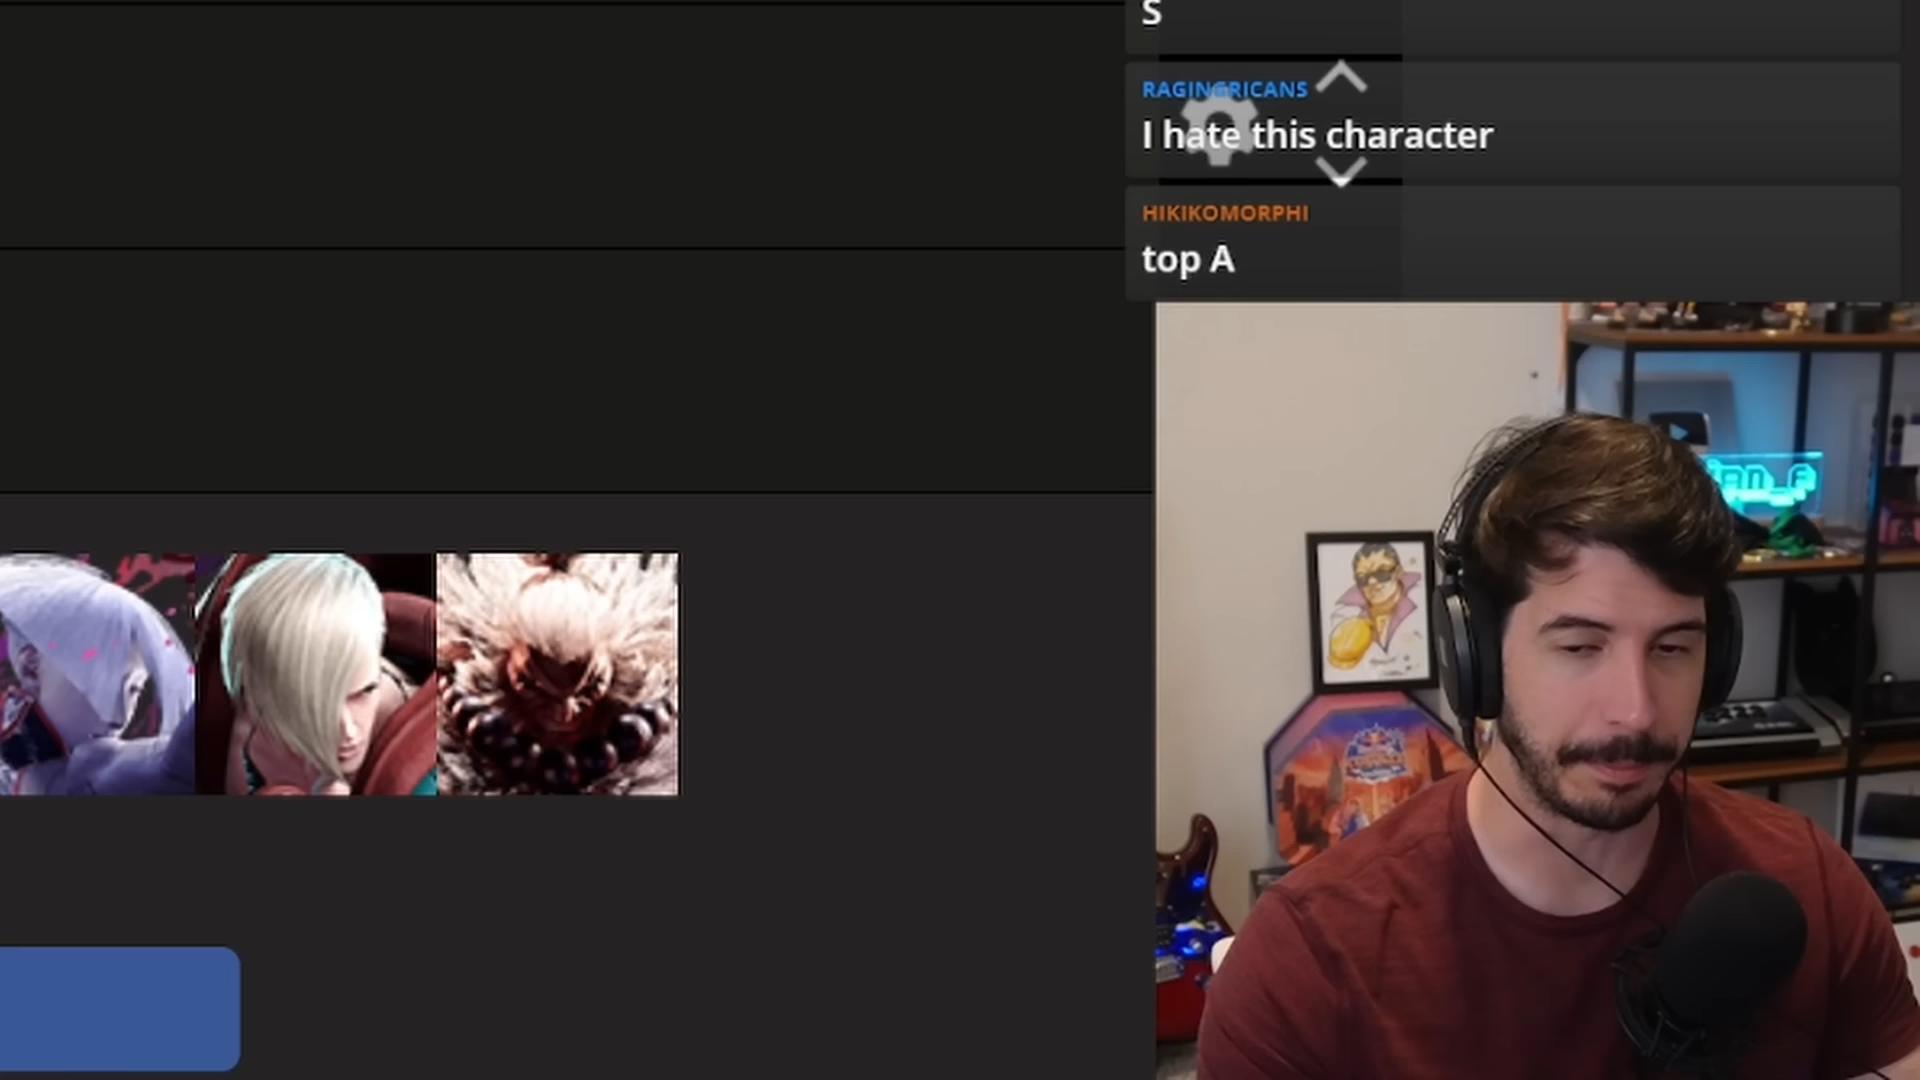 S
RAGINGRICANS
I hate this character
HIKIKOMORPHI
top A